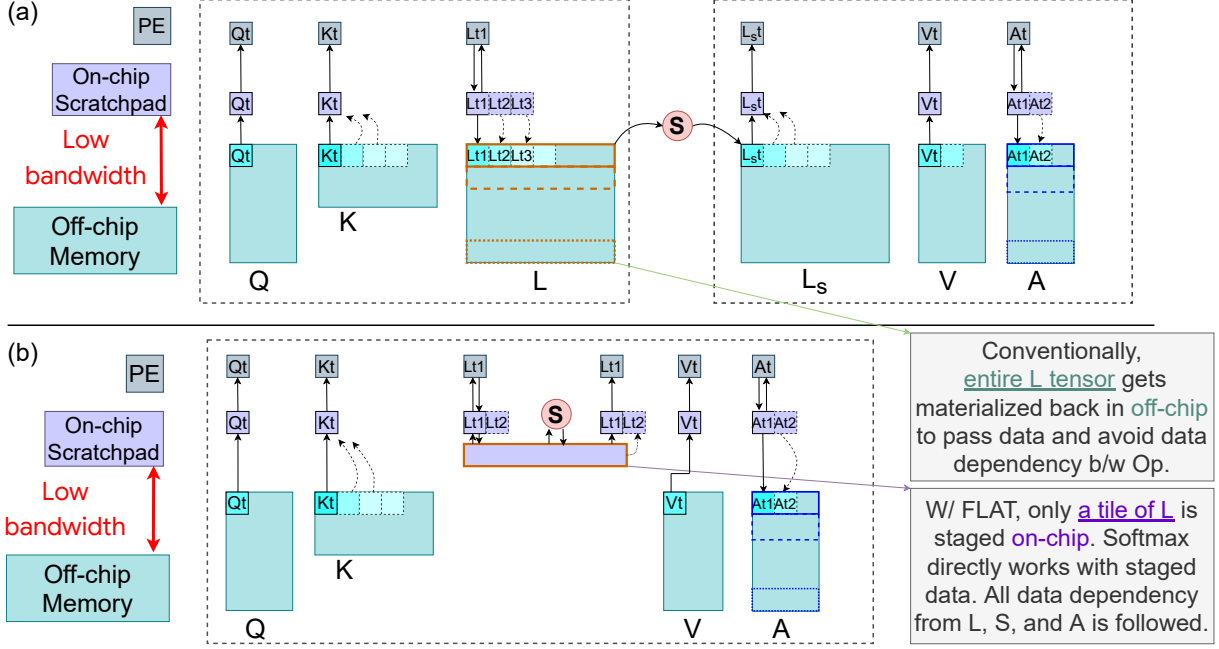 (a)
PE
On-chip
Scratchpad
Low
bandwidth
Off-chip
Memory
Qt
Qt
Qt
Q
Kt
Kt
Kt
K
Lt1
Lt1 Lt2 Lt3
Lt1 Lt2 Lt3
L
S
Lst
Lst
Lst
Ls
Vt
Vt
Vt
V
At
At1 At2
At1 At2
A
(b)
PE
On-chip
Scratchpad
Low
bandwidth
Off-chip
Memory
Qt
Qt
Qt
Q
Kt
Kt
Kt
K
Lt1
Lt1 Lt2
S
Lt1
Lt1 Lt2
Vt
Vt
Vt
V
At
At1 At2
At1 At2
A
Conventionally,
entire L tensor gets
materialized back in off-chip
to pass data and avoid data
dependency b/w Op.
W/ FLAT, only a tile of L is
staged on-chip. Softmax
directly works with staged
data. All data dependency
from L, S, and A is followed.